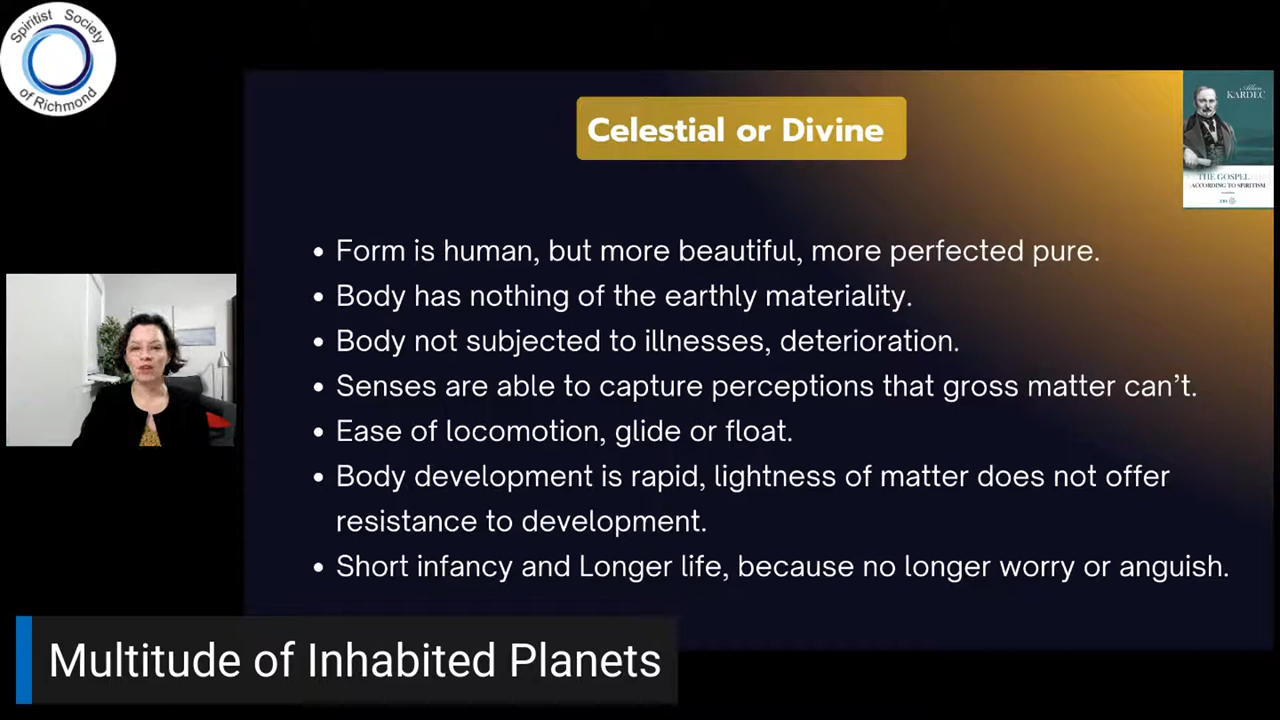 Spiritist Society
of Richmond
Celestial or Divine
Allan
KARDEC
THE GOSPEL
ACCORDING TO SPIRITISM
• Form is human, but more beautiful, more perfected pure.
• Body has nothing of the earthly materiality.
• Body not subjected to illnesses, deterioration.
• Senses are able to capture perceptions that gross matter can’t.
• Ease of locomotion, glide or float.
• Body development is rapid, lightness of matter does not offer
resistance to development.
• Short infancy and Longer life, because no longer worry or anguish.
Multitude of Inhabited Planets